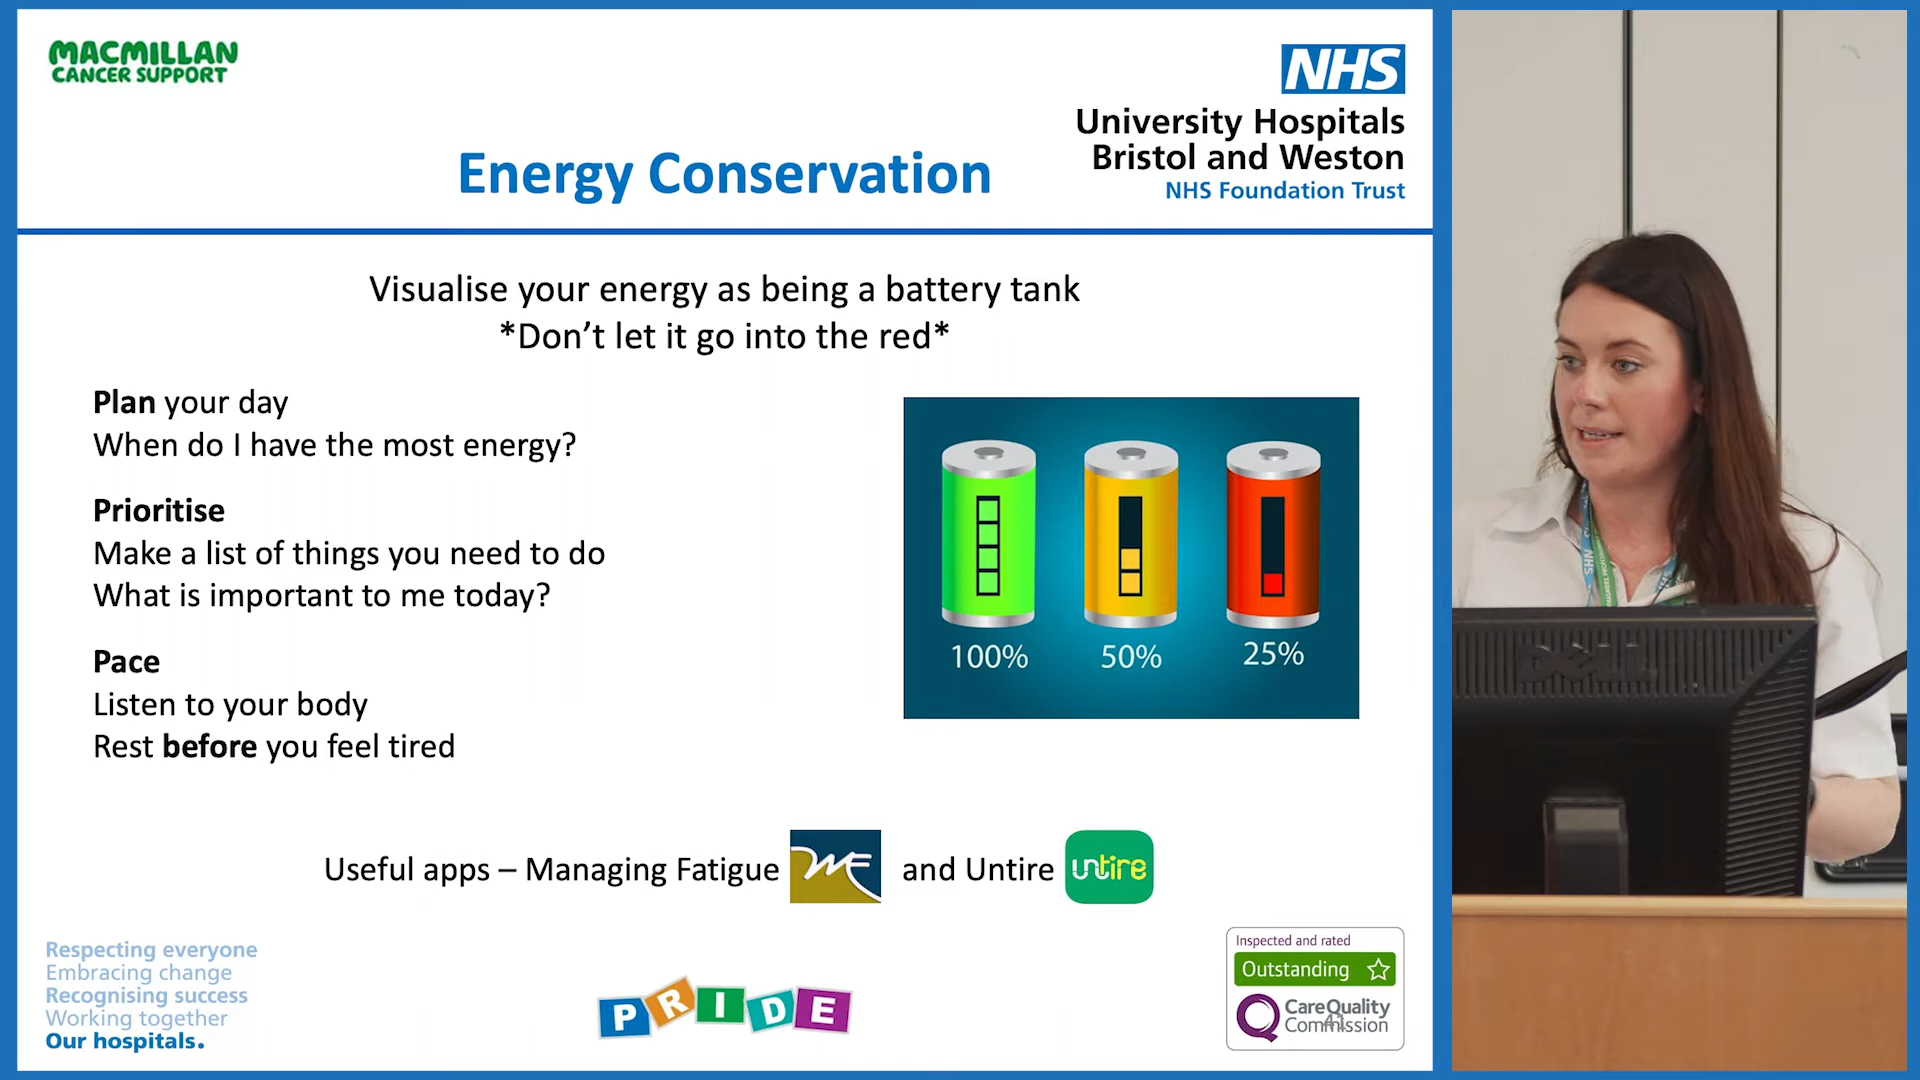 MACMILLAN
CANCER SUPPORT
NHS
University Hospitals
Bristol and Weston
NHS Foundation Trust
Energy Conservation
Visualise your energy as being a battery tank
*Don't let it go into the red*
Plan your day
When do I have the most energy?
Prioritise
Make a list of things you need to do
What is important to me today?
Pace
Listen to your body
Rest before you feel tired
100% 50% 25%
Useful apps – Managing Fatigue and Untire untire
Respecting everyone
Embracing change
Recognising success
Working together
Our hospitals.
PRIDE
Inspected and rated
Outstanding
CareQuality
Commission
41
DELL
NHS